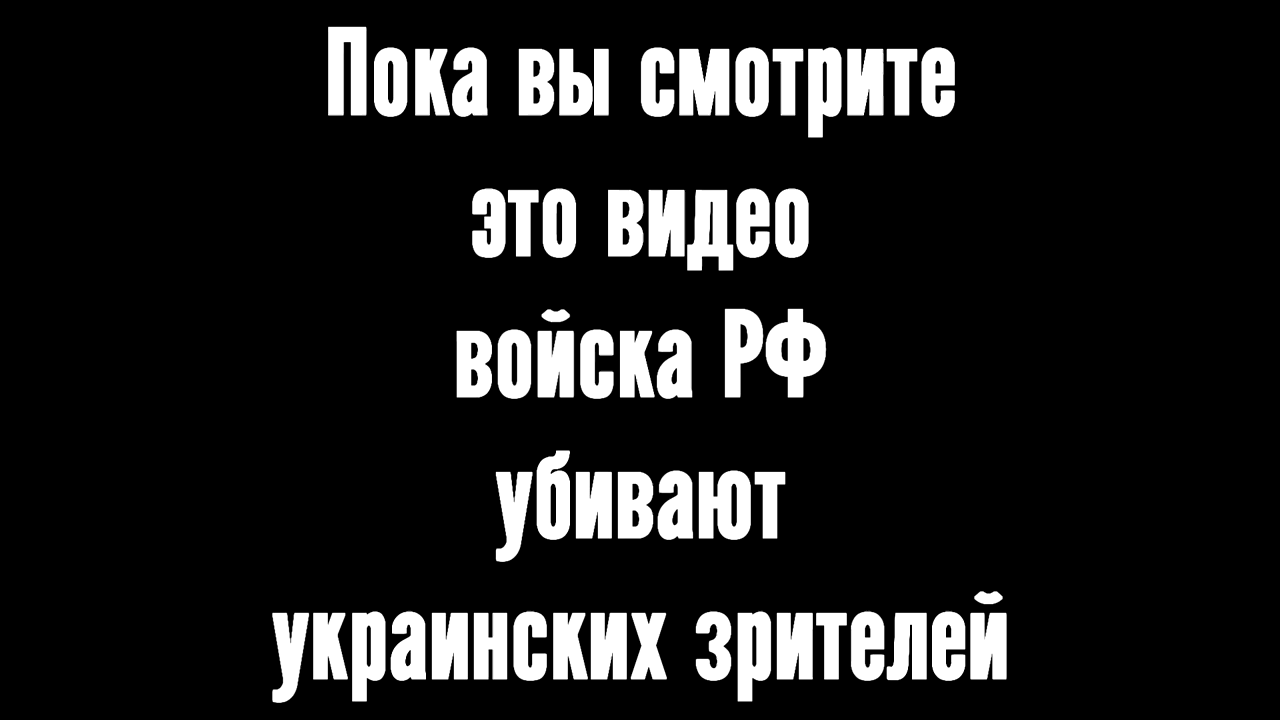 Пока вы смотрите
это видео
войска РФ
убивают
украинских зрителей